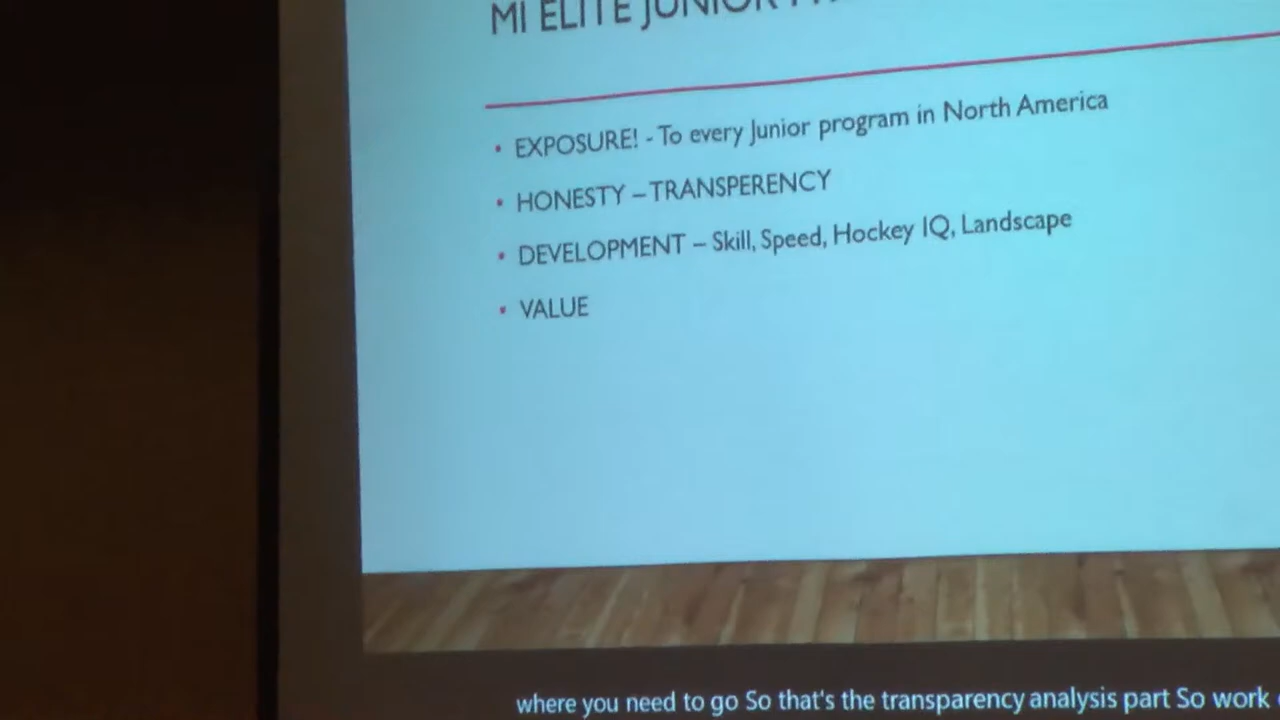 MI ELITE JUNIOR
• EXPOSURE! - To every Junior program in North America
• HONESTY – TRANSPERENCY
• DEVELOPMENT – Skill, Speed, Hockey IQ, Landscape
• VALUE
where you need to go So that's the transparency analysis part So work